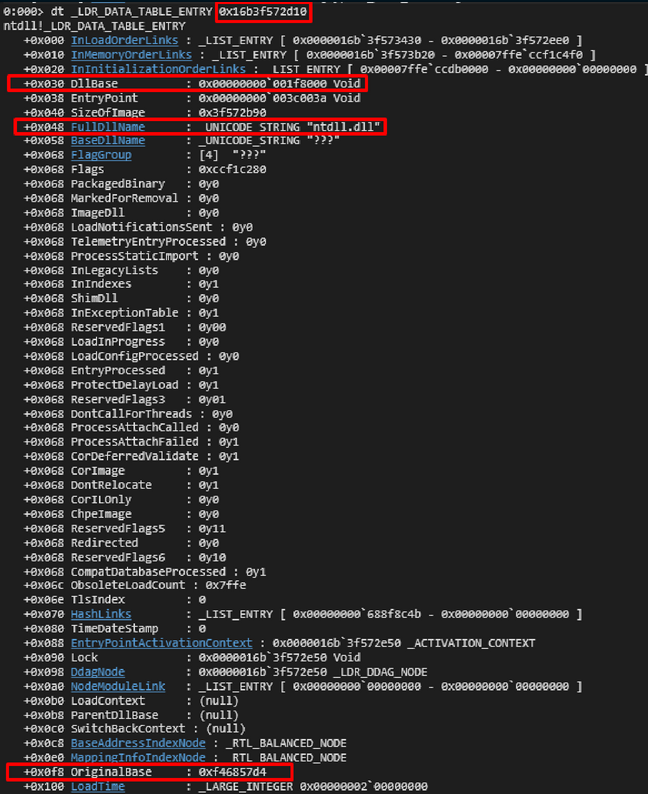 0:000> dt _LDR_DATA_TABLE_ENTRY 0x16b3f572d10
ntdll!_LDR_DATA_TABLE_ENTRY
+0x000 InLoadOrderLinks : _LIST_ENTRY [ 0x0000016b`3f573430 - 0x0000016b`3f572ee0 ]
+0x010 InMemoryOrderLinks : _LIST_ENTRY [ 0x0000016b`3f573b20 - 0x00007ffe`ccf1c4f0 ]
+0x020 InInitializationOrderLinks : _LIST_ENTRY [ 0x00007ffe`ccdb0000 - 0x00000000`00000000 ]
+0x030 DllBase : 0x00000000`001f8000 Void
+0x038 EntryPoint : 0x00000000`003c003a Void
+0x040 SizeOfImage : 0x3f572b90
+0x048 FullDllName : _UNICODE_STRING "ntdll.dll"
+0x058 BaseDllName : _UNICODE_STRING "???"
+0x068 FlagGroup : [4] "???"
+0x068 Flags : 0xccf1c280
+0x068 PackagedBinary : 0y0
+0x068 MarkedForRemoval : 0y0
+0x068 ImageDll : 0y0
+0x068 LoadNotificationsSent : 0y0
+0x068 TelemetryEntryProcessed : 0y0
+0x068 ProcessStaticImport : 0y0
+0x068 InLegacyLists : 0y0
+0x068 InIndexes : 0y1
+0x068 ShimDll : 0y0
+0x068 InExceptionTable : 0y1
+0x068 ReservedFlags1 : 0y00
+0x068 LoadInProgress : 0y0
+0x068 LoadConfigProcessed : 0y0
+0x068 EntryProcessed : 0y1
+0x068 ProtectDelayLoad : 0y1
+0x068 ReservedFlags3 : 0y01
+0x068 DontCallForThreads : 0y0
+0x068 ProcessAttachCalled : 0y0
+0x068 ProcessAttachFailed : 0y1
+0x068 CorDeferredValidate : 0y1
+0x068 CorImage : 0y1
+0x068 DontRelocate : 0y1
+0x068 CorILOnly : 0y0
+0x068 ChpeImage : 0y0
+0x068 ReservedFlags5 : 0y11
+0x068 Redirected : 0y0
+0x068 ReservedFlags6 : 0y10
+0x068 CompatDatabaseProcessed : 0y1
+0x06c ObsoleteLoadCount : 0x7ffe
+0x06e TlsIndex : 0
+0x070 HashLinks : _LIST_ENTRY [ 0x00000000`688f8c4b - 0x00000000`00000000 ]
+0x080 TimeDateStamp : 0
+0x088 EntryPointActivationContext : 0x0000016b`3f572e50 _ACTIVATION_CONTEXT
+0x090 Lock : 0x0000016b`3f572e50 Void
+0x098 DdagNode : 0x0000016b`3f572e50 _LDR_DDAG_NODE
+0x0a0 NodeModuleLink : _LIST_ENTRY [ 0x00000000`00000000 - 0x00000000`00000000 ]
+0x0b0 LoadContext : (null)
+0x0b8 ParentDllBase : (null)
+0x0c0 SwitchBackContext : (null)
+0x0c8 BaseAddressIndexNode : _RTL_BALANCED_NODE
+0x0e0 MappingInfoIndexNode : _RTL_BALANCED_NODE
+0x0f8 OriginalBase : 0xf46857d4
+0x100 LoadTime : _LARGE_INTEGER 0x00000002`00000000